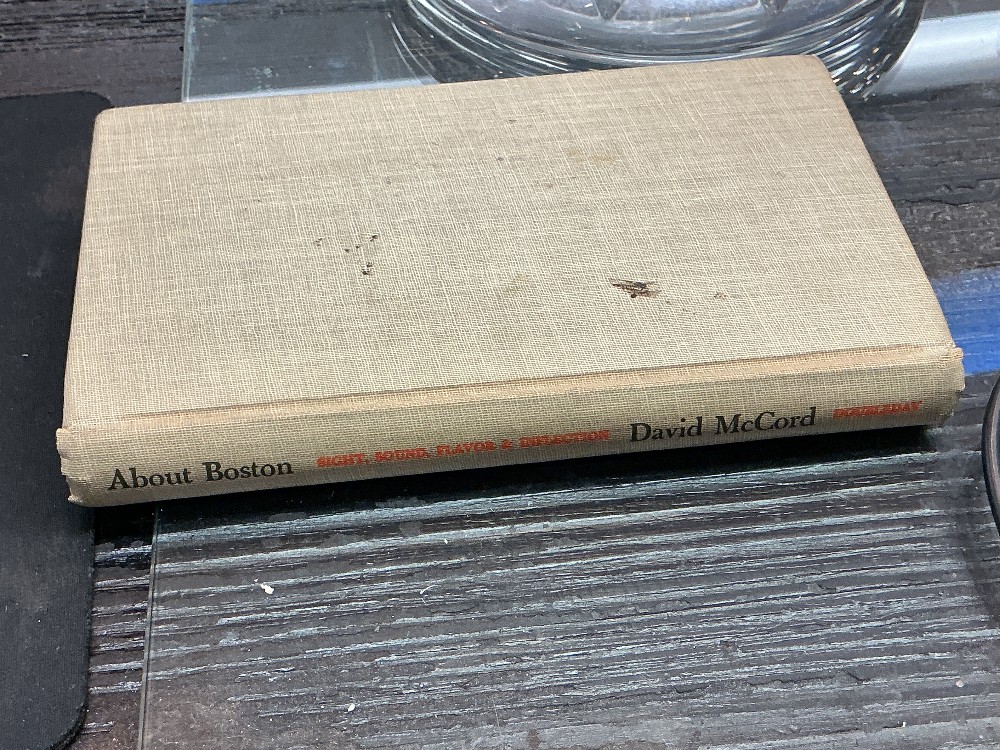 About Boston SIGHT, SOUND, FLAVOR & INFLECTION David McCord DOUBLEDAY